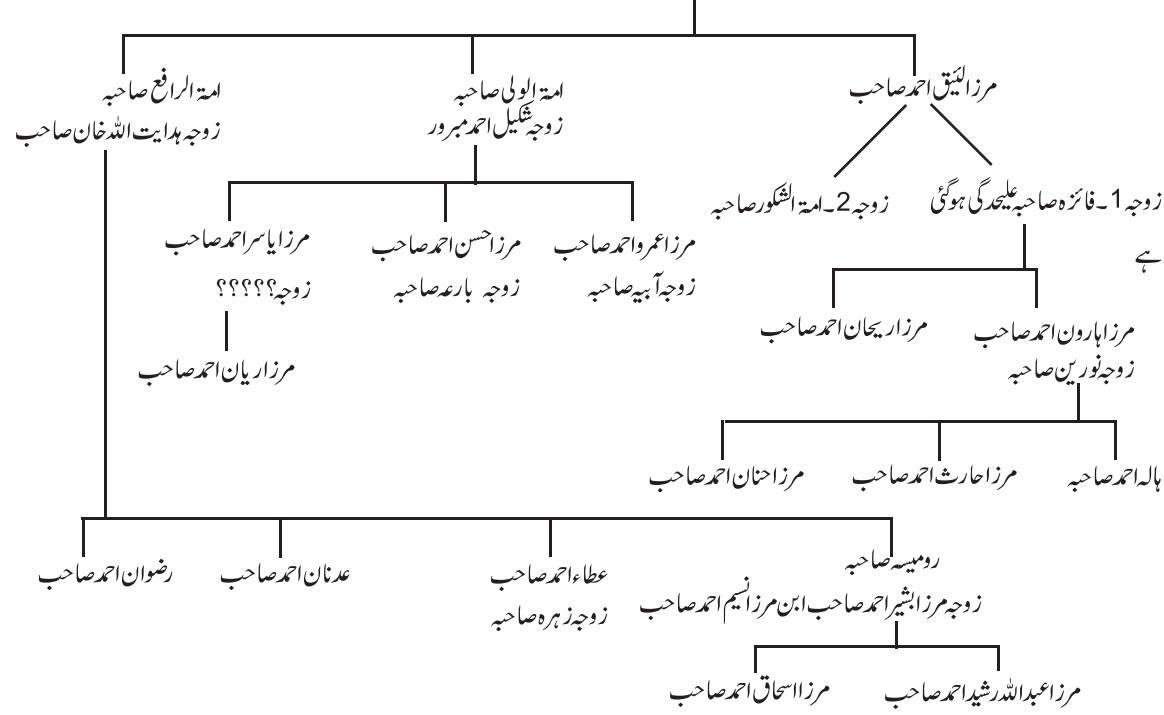 مرزا لئیق احمد صاحب
امۃ الولی صاحبہ
زوجہ شکیل احمد مبرور
امۃ الرافع صاحبہ
زوجہ ہدایت اللہ خان صاحب
زوجہ 1۔فائزہ صاحبہ علیحدگی ہوگئی
ہے
زوجہ 2۔امۃ الشکور صاحبہ
مرزا عمرو احمد صاحب
زوجہ آبیہ صاحبہ
مرزا حسن احمد صاحب
زوجہ بارعہ صاحبہ
مرزا یاسر احمد صاحب
زوجہ؟؟؟؟؟
مرزا ریان احمد صاحب
مرزا ہارون احمد صاحب
زوجہ نورین صاحبہ
مرزا ریحان احمد صاحب
ہالہ احمد صاحبہ
مرزا حارث احمد صاحب
مرزا حنان احمد صاحب
رومیسہ صاحبہ
زوجہ مرزا بشیر احمد صاحب ابن مرزا نسیم احمد صاحب
عطاء احمد صاحب
زوجہ زہرہ صاحبہ
عدنان احمد صاحب
رضوان احمد صاحب
مرزا عبداللہ رشید احمد صاحب
مرزا اسحاق احمد صاحب